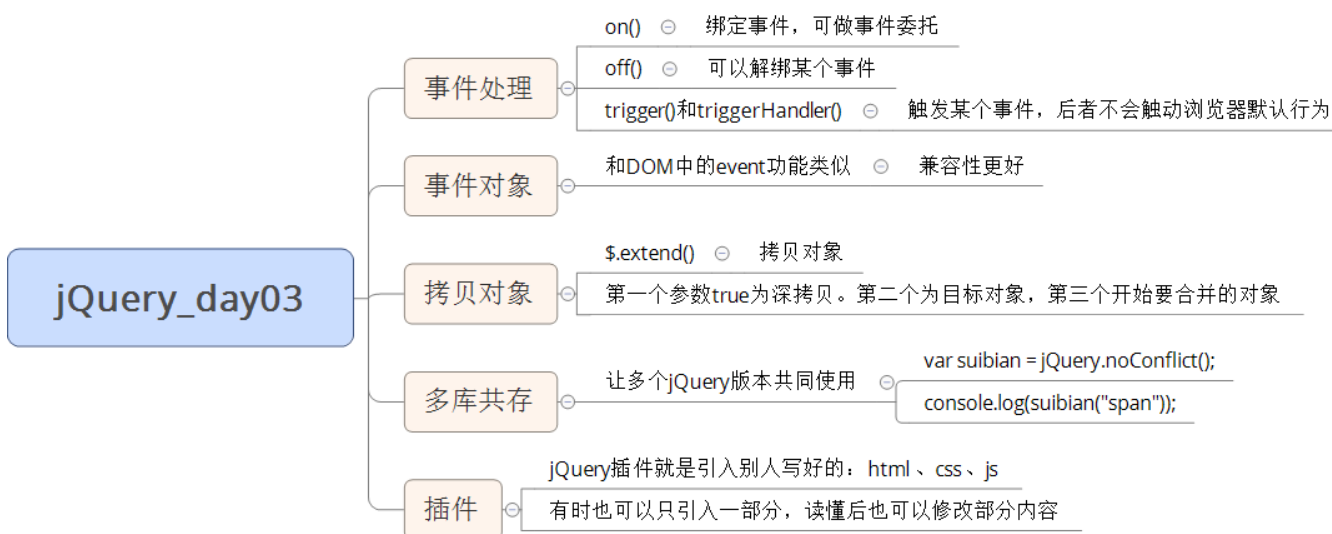 jQuery_day03
事件处理
on()
绑定事件，可做事件委托
off()
可以解绑某个事件
trigger()和triggerHandler()
触发某个事件，后者不会触动浏览器默认行为
事件对象
和DOM中的event功能类似
兼容性更好
拷贝对象
$.extend()
拷贝对象
第一个参数true为深拷贝。第二个为目标对象，第三个开始要合并的对象
多库共存
让多个jQuery版本共同使用
var suibian = jQuery.noConflict();
console.log(suibian("span"));
插件
jQuery插件就是引入别人写好的：html 、css、js
有时也可以只引入一部分，读懂后也可以修改部分内容